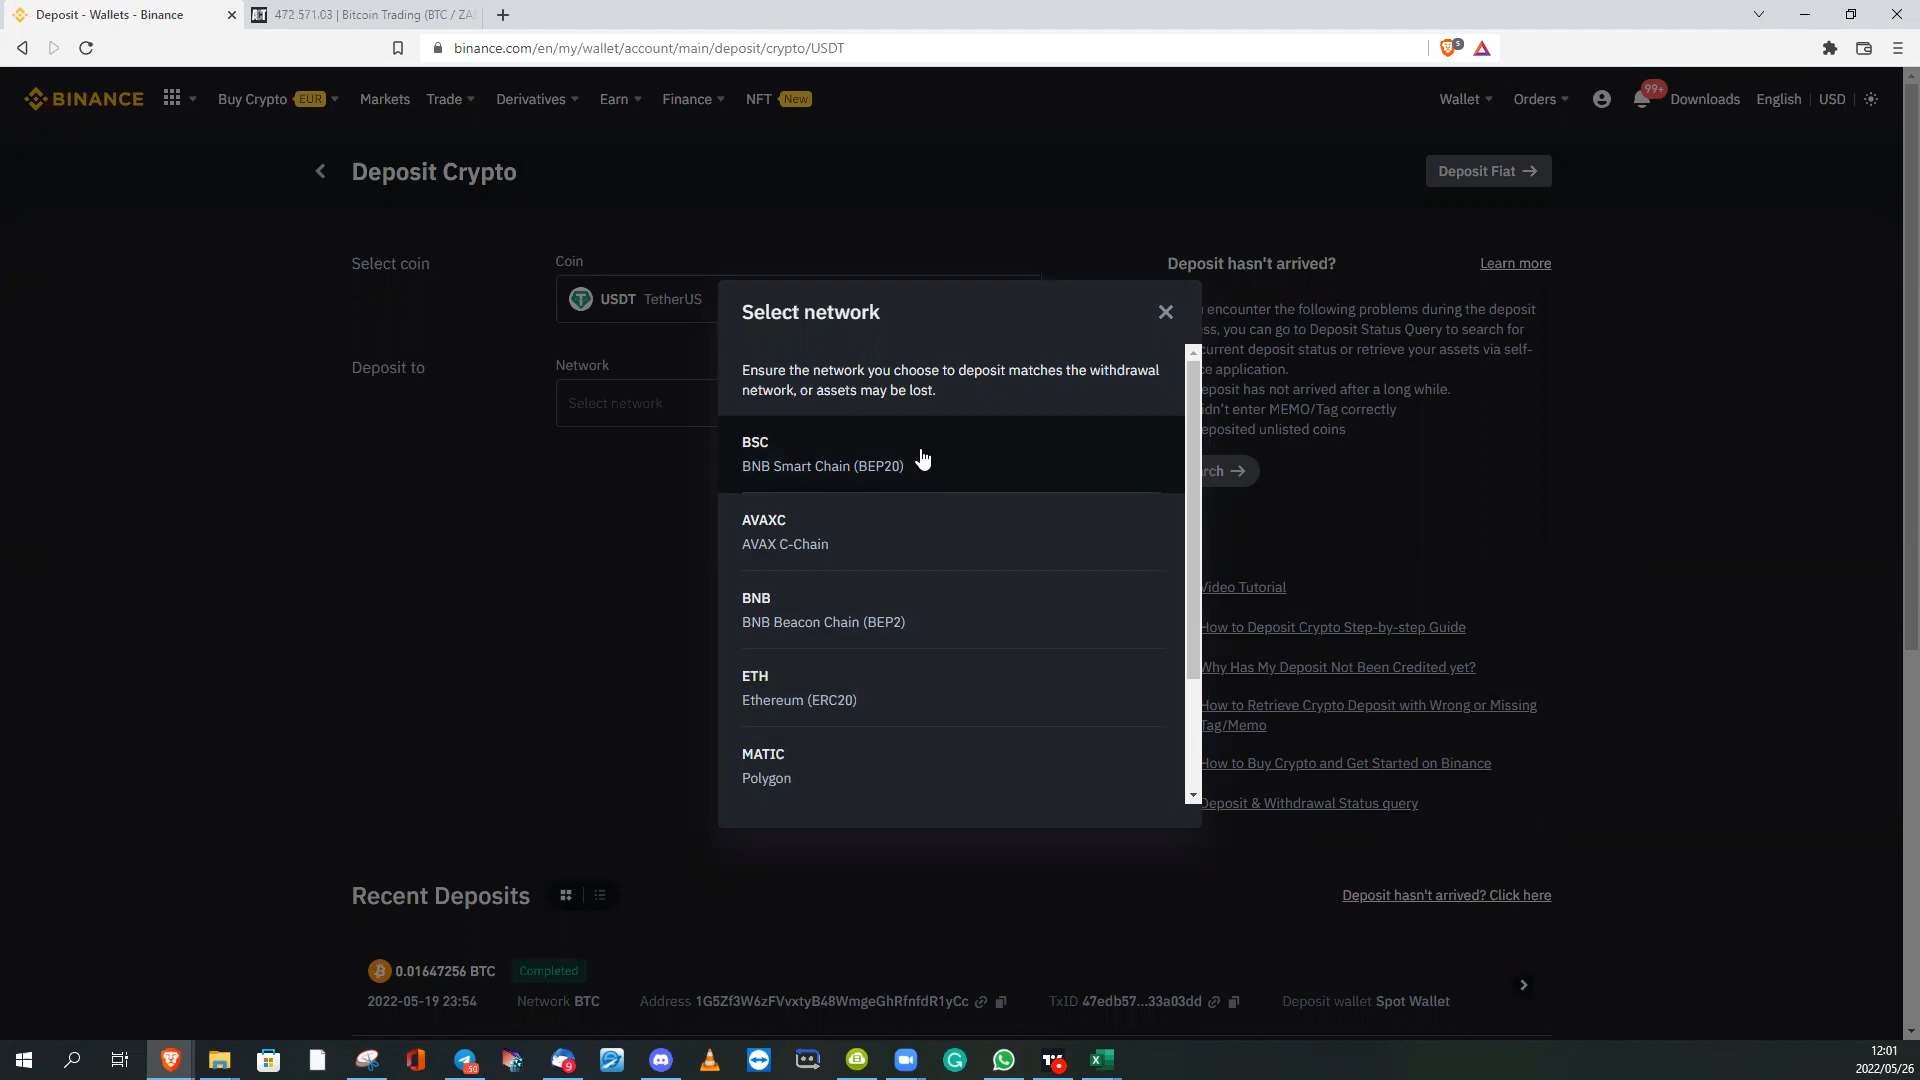 Deposit - Wallets - Binance
472.571,03 | Bitcoin Trading (BTC / ZA
binance.com/en/my/wallet/account/main/deposit/crypto/USDT
5
BINANCE
Buy Crypto EUR
Markets
Trade
Derivatives
Earn
Finance
NFT New
Wallet
Orders
99+
Downloads
English
USD
Deposit Crypto
Deposit Fiat
Select coin
Coin
USDT TetherUS
Deposit hasn't arrived?
Learn more
encounter the following problems during the deposit
ss, you can go to Deposit Status Query to search for
current deposit status or retrieve your assets via self-
ce application.
eposit has not arrived after a long while.
dn't enter MEMO/Tag correctly
eposited unlisted coins
rch
Deposit to
Network
Select network
Select network
Ensure the network you choose to deposit matches the withdrawal
network, or assets may be lost.
BSC
BNB Smart Chain (BEP20)
AVAXC
AVAX C-Chain
BNB
BNB Beacon Chain (BEP2)
ETH
Ethereum (ERC20)
MATIC
Polygon
Video Tutorial
How to Deposit Crypto Step-by-step Guide
Why Has My Deposit Not Been Credited yet?
How to Retrieve Crypto Deposit with Wrong or Missing
Tag/Memo
How to Buy Crypto and Get Started on Binance
Deposit & Withdrawal Status query
Recent Deposits
Deposit hasn't arrived? Click here
0.01647256 BTC
Completed
2022-05-19 23:54
Network BTC
Address 1G5Zf3W6zFVvxtyB48WmgeGhRfnfdR1yCc
TxID 47edb57...33a03dd
Deposit wallet Spot Wallet
50
9
12:01
2022/05/26